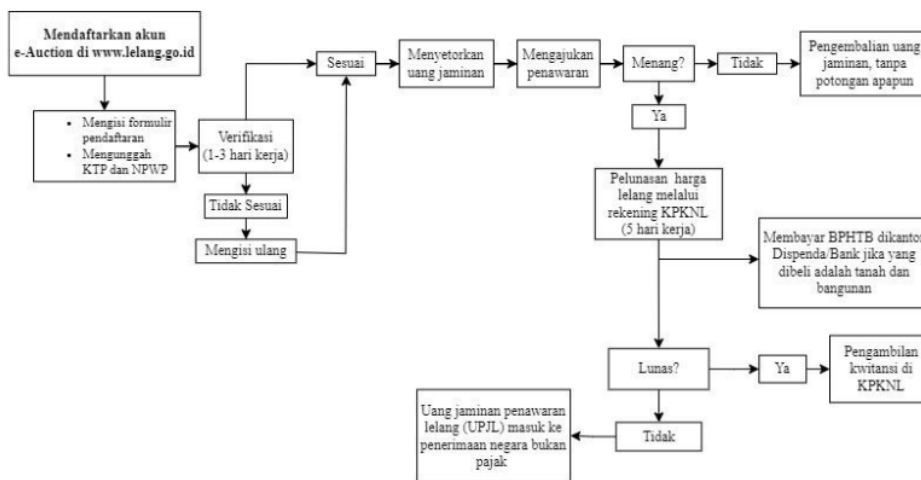 Mendaftarkan akun
e-Auction di www.lelang.go.id
• Mengisi formulir
pendaftaran
• Mengunggah
KTP dan NPWP
Verifikasi
(1-3 hari kerja)
Tidak Sesuai
Mengisi ulang
Sesuai
Menyetorkan
uang jaminan
Mengajukan
penawaran
Menang?
Tidak
Pengembalian uang
jaminan, tanpa
potongan apapun
Ya
Pelunasan harga
lelang melalui
rekening KPKNL
(5 hari kerja)
Membayar BPHTB dikantor
Dispenda/Bank jika yang
dibeli adalah tanah dan
bangunan
Lunas?
Ya
Pengambilan
kwitansi di
KPKNL
Tidak
Uang jaminan penawaran
lelang (UPJL) masuk ke
penerimaan negara bukan
pajak